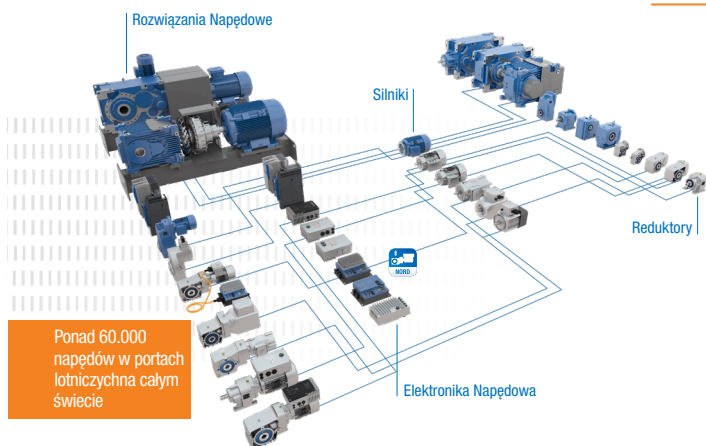 Rozwiązania Napędowe
Silniki
Reduktory
NORD
Ponad 60.000
napędów w portach
lotniczychna całym
świecie
Elektronika Napędowa